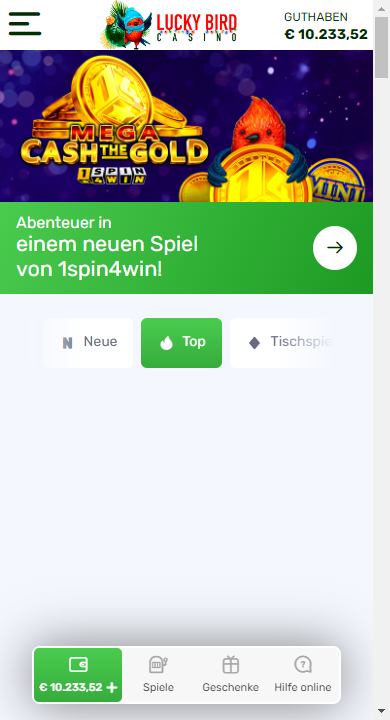 LUCKY BIRD
CASINO
GUTHABEN
€ 10.233,52
MEGA
CASH THE GOLD
1SPIN
4WIN
MINI
Abenteuer in
einem neuen Spiel
von 1spin4win!
Neue
Top
Tischspie
€ 10.233,52
Spiele
Geschenke
Hilfe online